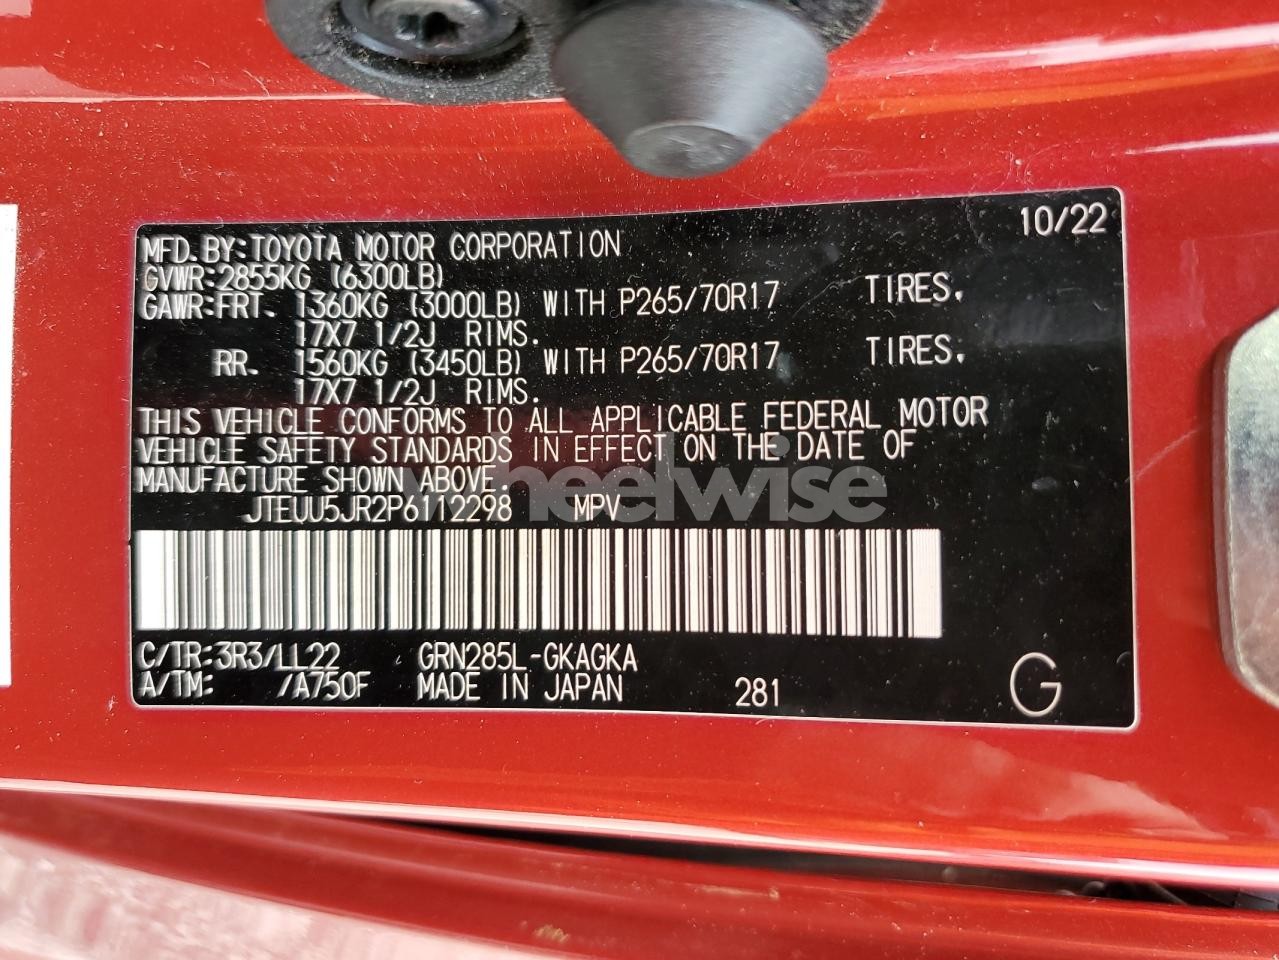 10/22
MFD. BY: TOYOTA MOTOR CORPORATION
GVWR: 2855KG (6300LB)
GAWR: FRT. 1360KG (3000LB) WITH P265/70R17 TIRES,
17X7 1/2J RIMS.
RR. 1560KG (3450LB) WITH P265/70R17 TIRES,
17X7 1/2J RIMS.
THIS VEHICLE CONFORMS TO ALL APPLICABLE FEDERAL MOTOR
VEHICLE SAFETY STANDARDS IN EFFECT ON THE DATE OF
MANUFACTURE SHOWN ABOVE.
wheelwise
JTEUU5JR2P6112298 MPV
C/TR: 3R3/LL22 GRN285L-GKAGKA
A/TM: /A750F MADE IN JAPAN 281 G